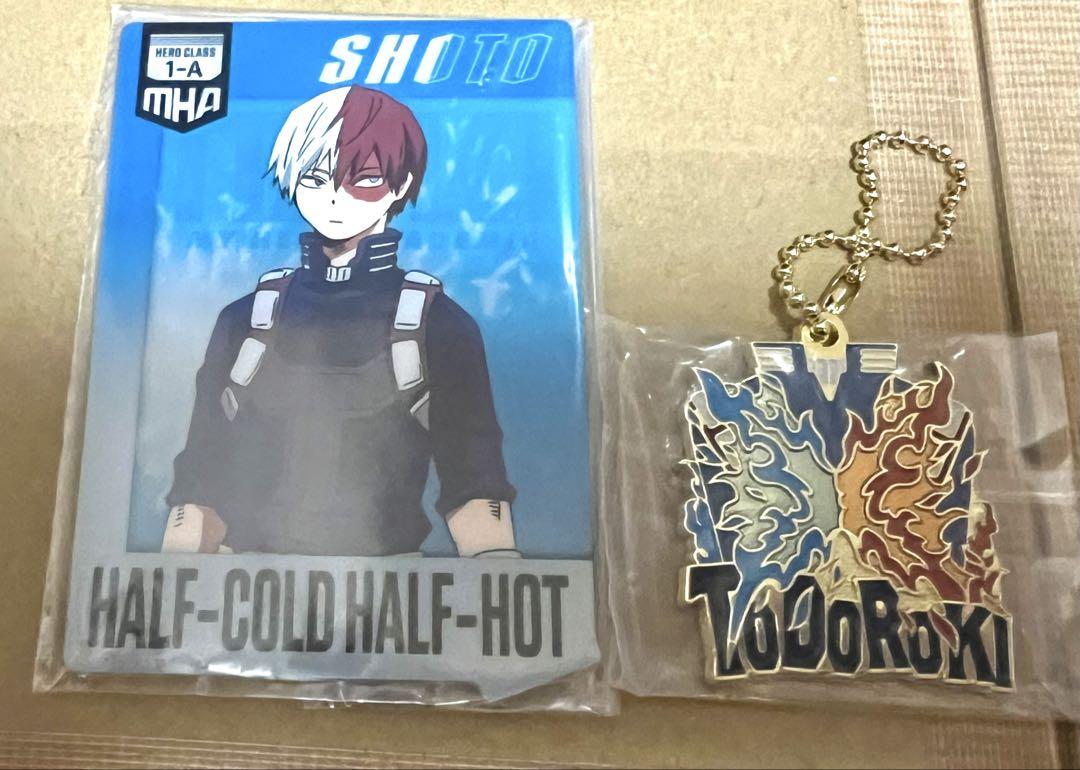 HERO CLASS
1-A
MHA
SHOTO
HALF-COLD HALF-HOT
TODOROKI